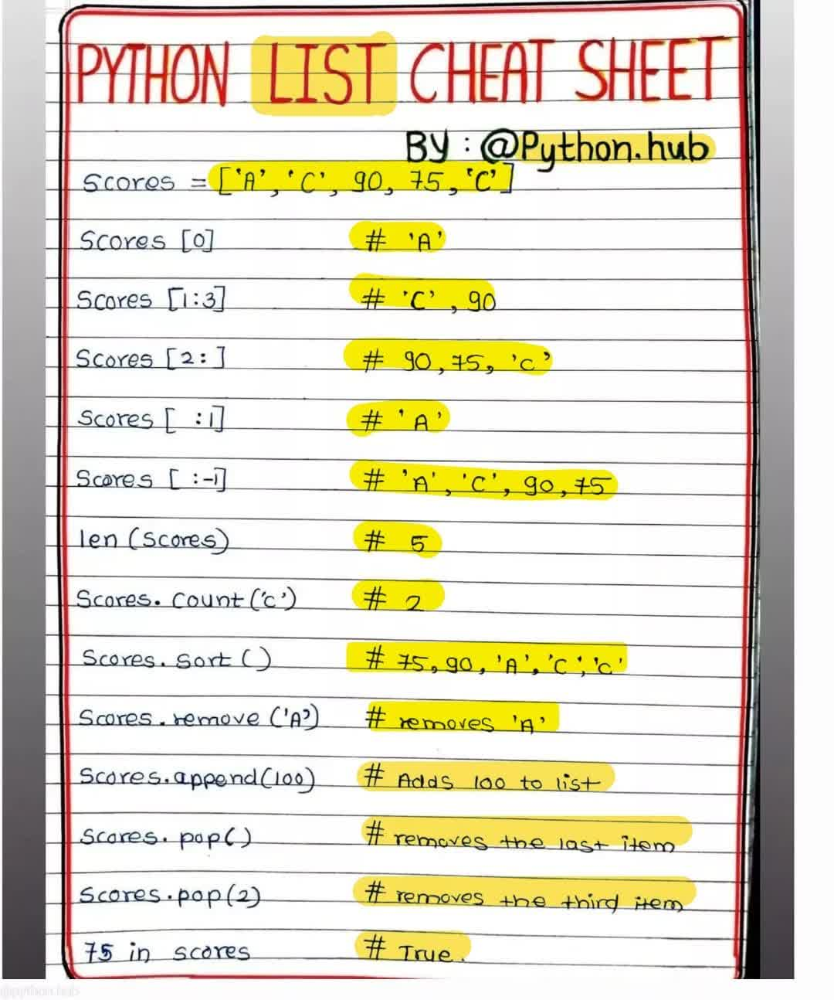 PYTHON LIST CHEAT SHEET
BY : @Python.hub
Scores = ['A', 'C', 90, 75, 'C']
Scores [0] # 'A'
Scores [1:3] # 'C', 90
Scores [2: ] # 90, 75, 'C'
Scores [ :1] # 'A'
Scores [ :-1] # 'A', 'C', 90, 75
len (Scores) # 5
Scores. Count ('c') # 2
Scores. Sort () # 75, 90, 'A', 'C', 'C'
Scores. remove ('A') # removes 'A'
Scores.append(100) # Adds 100 to list
Scores. pop() # removes the last item
Scores.pop(2) # removes the third item
75 in scores # True.
@python.hub